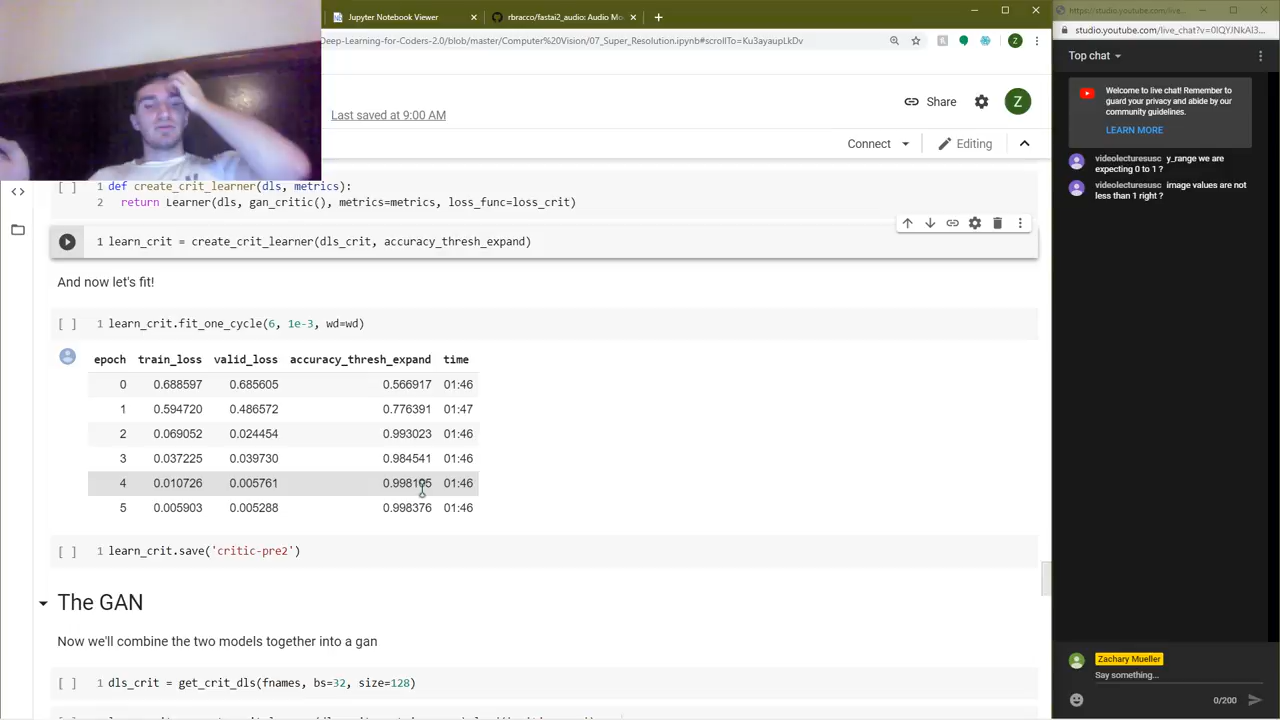 Jupyter Notebook Viewer
rbracco/fastai2_audio: Audio Mo
https://studio.youtube.com/live_
Deep-Learning-for-Coders-2.0/blob/master/Computer%20Vision/07_Super_Resolution.ipynb#scrollTo=Ku3ayaupLkDv
Last saved at 9:00 AM
Share
Z
Connect
Editing
[ ] 1 def create_crit_learner(dls, metrics):
2 return Learner(dls, gan_critic(), metrics=metrics, loss_func=loss_crit)
1 learn_crit = create_crit_learner(dls_crit, accuracy_thresh_expand)
And now let's fit!
[ ] 1 learn_crit.fit_one_cycle(6, 1e-3, wd=wd)
epoch train_loss valid_loss accuracy_thresh_expand time
0 0.688597 0.685605 0.566917 01:46
1 0.594720 0.486572 0.776391 01:47
2 0.069052 0.024454 0.993023 01:46
3 0.037225 0.039730 0.984541 01:46
4 0.010726 0.005761 01:46
5 0.005903 0.005288 0.998376 01:46
[ ] 1 learn_crit.save('critic-pre2')
The GAN
Now we'll combine the two models together into a gan
[ ] 1 dls_crit = get_crit_dls(fnames, bs=32, size=128)
Top chat
Welcome to live chat! Remember to
guard your privacy and abide by our
community guidelines.
LEARN MORE
videolecturesusc y_range we are
expecting 0 to 1 ?
videolecturesusc image values are not
less than 1 right ?
Zachary Mueller
Say something...
0/200